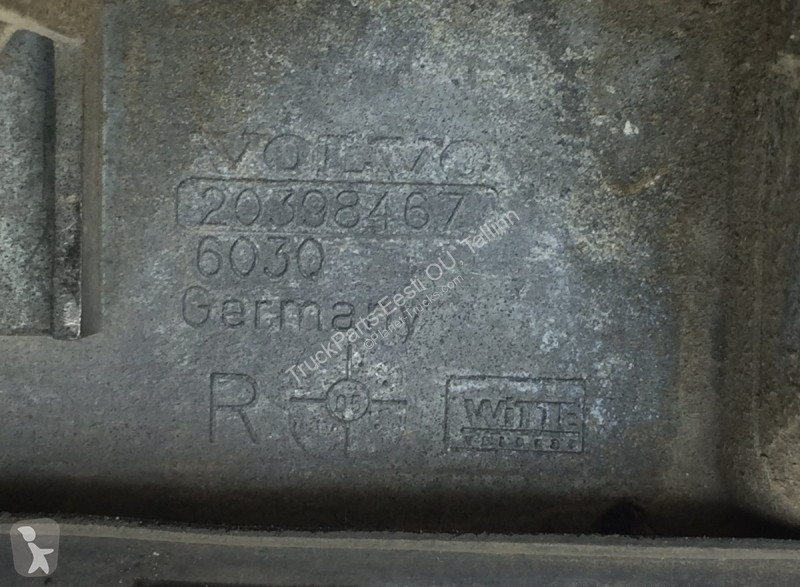 VOLVO
20398467
6030
Germany
R
WITTE
TruckPartsEesti OÜ, Tallinn